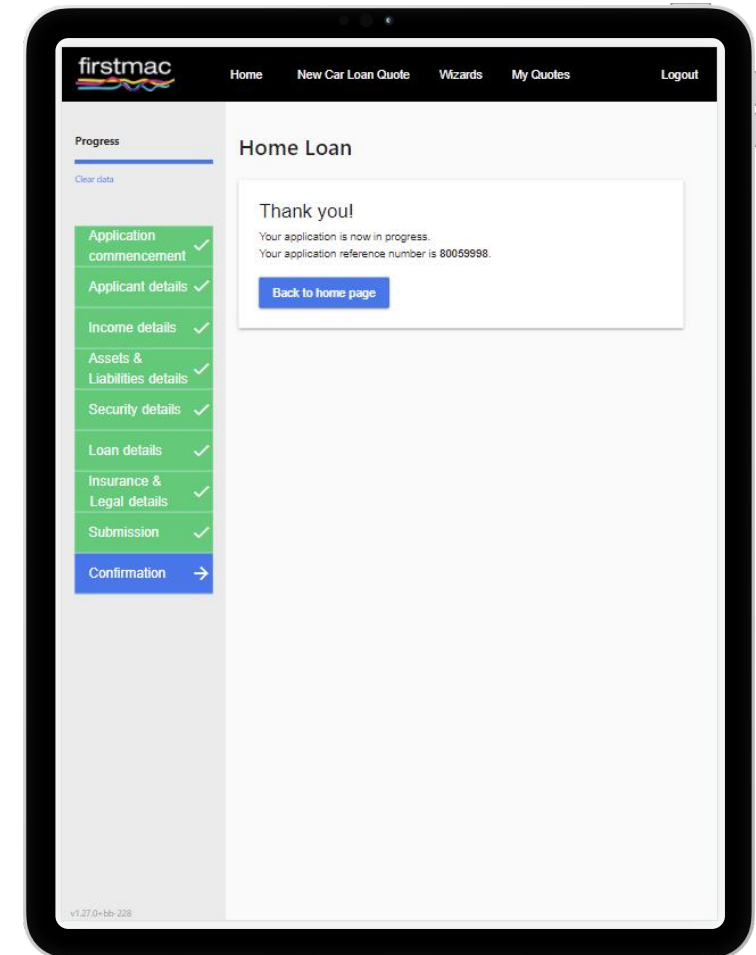 firstmac
Home New Car Loan Quote Wizards My Quotes Logout
Progress
Clear data
Application
commencement
Applicant details
Income details
Assets &
Liabilities details
Security details
Loan details
Insurance &
Legal details
Submission
Confirmation
Home Loan
Thank you!
Your application is now in progress.
Your application reference number is 80059998.
Back to home page
v1.27.0+bb-228